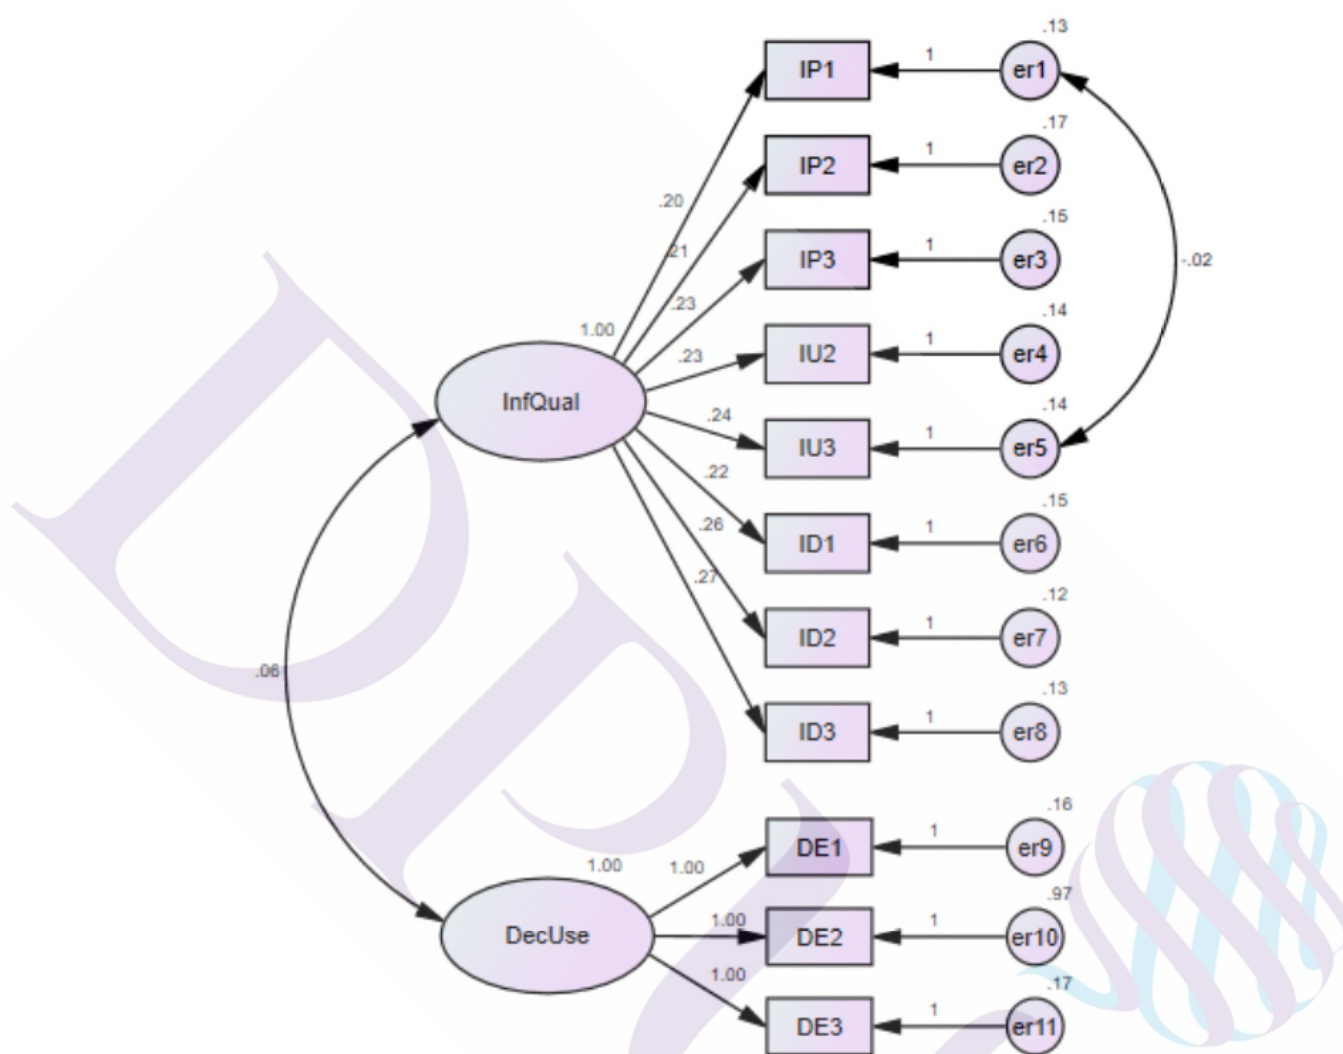 .13
IP1
1
er1
.17
IP2
1
er2
.20
.15
.21
IP3
1
er3
-.02
.23
.14
1.00
.23
IU2
1
er4
InfQual
.14
.24
IU3
1
er5
.22
.15
ID1
1
er6
.26
.27
.12
ID2
1
er7
.06
.13
ID3
1
er8
.16
1.00
1.00
DE1
1
er9
.97
DecUse
1.00
DE2
1
er10
1.00
.17
DE3
1
er11